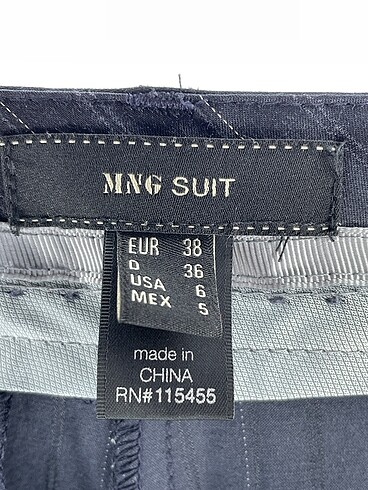 MNG SUIT
EUR 38
D 36
USA 6
MEX 5
made in
CHINA
RN#115455